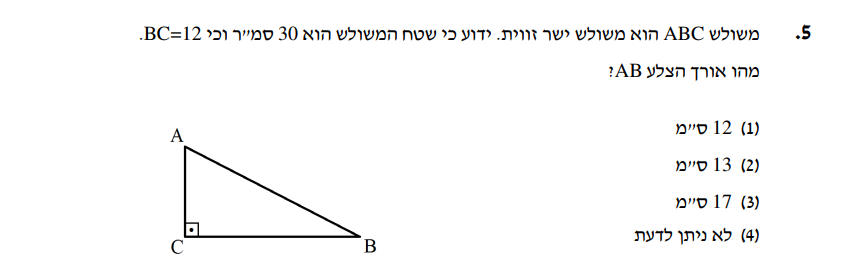 5. משולש ABC הוא משולש ישר זווית. ידוע כי שטח המשולש הוא 30 סמ״ר וכי BC=12.
מהו אורך הצלע AB?
(1) 12 ס״מ
(2) 13 ס״מ
(3) 17 ס״מ
(4) לא ניתן לדעת
A
C
B